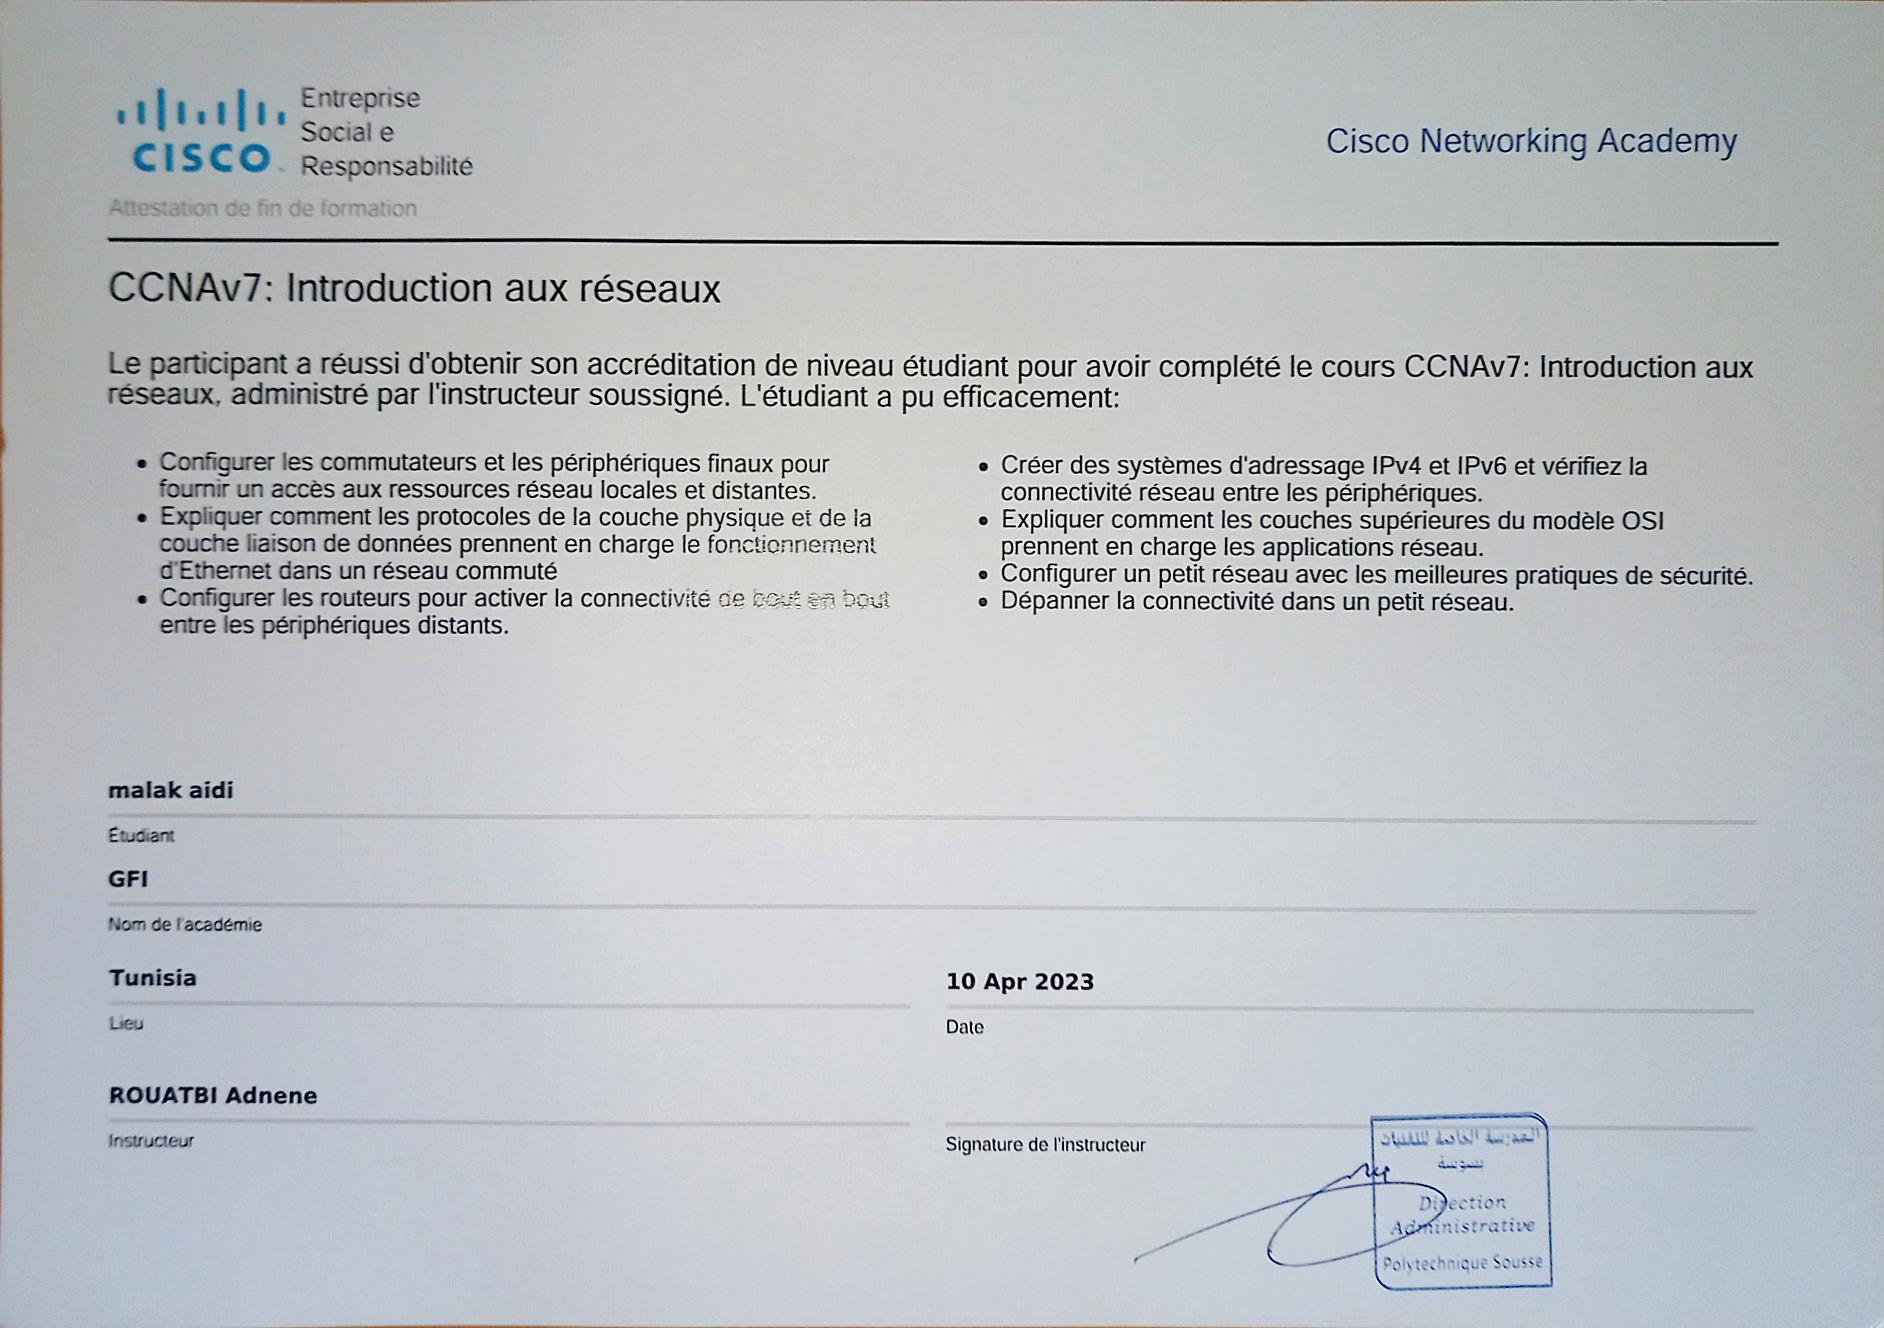 CISCO
Entreprise
Social e
Responsabilité
Cisco Networking Academy
Attestation de fin de formation
CCNAv7: Introduction aux réseaux
Le participant a réussi d'obtenir son accréditation de niveau étudiant pour avoir complété le cours CCNAv7: Introduction aux
réseaux, administré par l'instructeur soussigné. L'étudiant a pu efficacement:
• Configurer les commutateurs et les périphériques finaux pour
fournir un accès aux ressources réseau locales et distantes.
• Expliquer comment les protocoles de la couche physique et de la
couche liaison de données prennent en charge le fonctionnement
d'Ethernet dans un réseau commuté
• Configurer les routeurs pour activer la connectivité de bout en bout
entre les périphériques distants.
• Créer des systèmes d'adressage IPv4 et IPv6 et vérifiez la
connectivité réseau entre les périphériques.
• Expliquer comment les couches supérieures du modèle OSI
prennent en charge les applications réseau.
• Configurer un petit réseau avec les meilleures pratiques de sécurité.
• Dépanner la connectivité dans un petit réseau.
malak aidi
Étudiant
GFI
Nom de l'académie
Tunisia
Lieu
10 Apr 2023
Date
ROUATBI Adnene
Instructeur
Signature de l'instructeur
المدرسة الخاصة للتقنيات
بسوسة
Direction
Administrative
Polytechnique Sousse